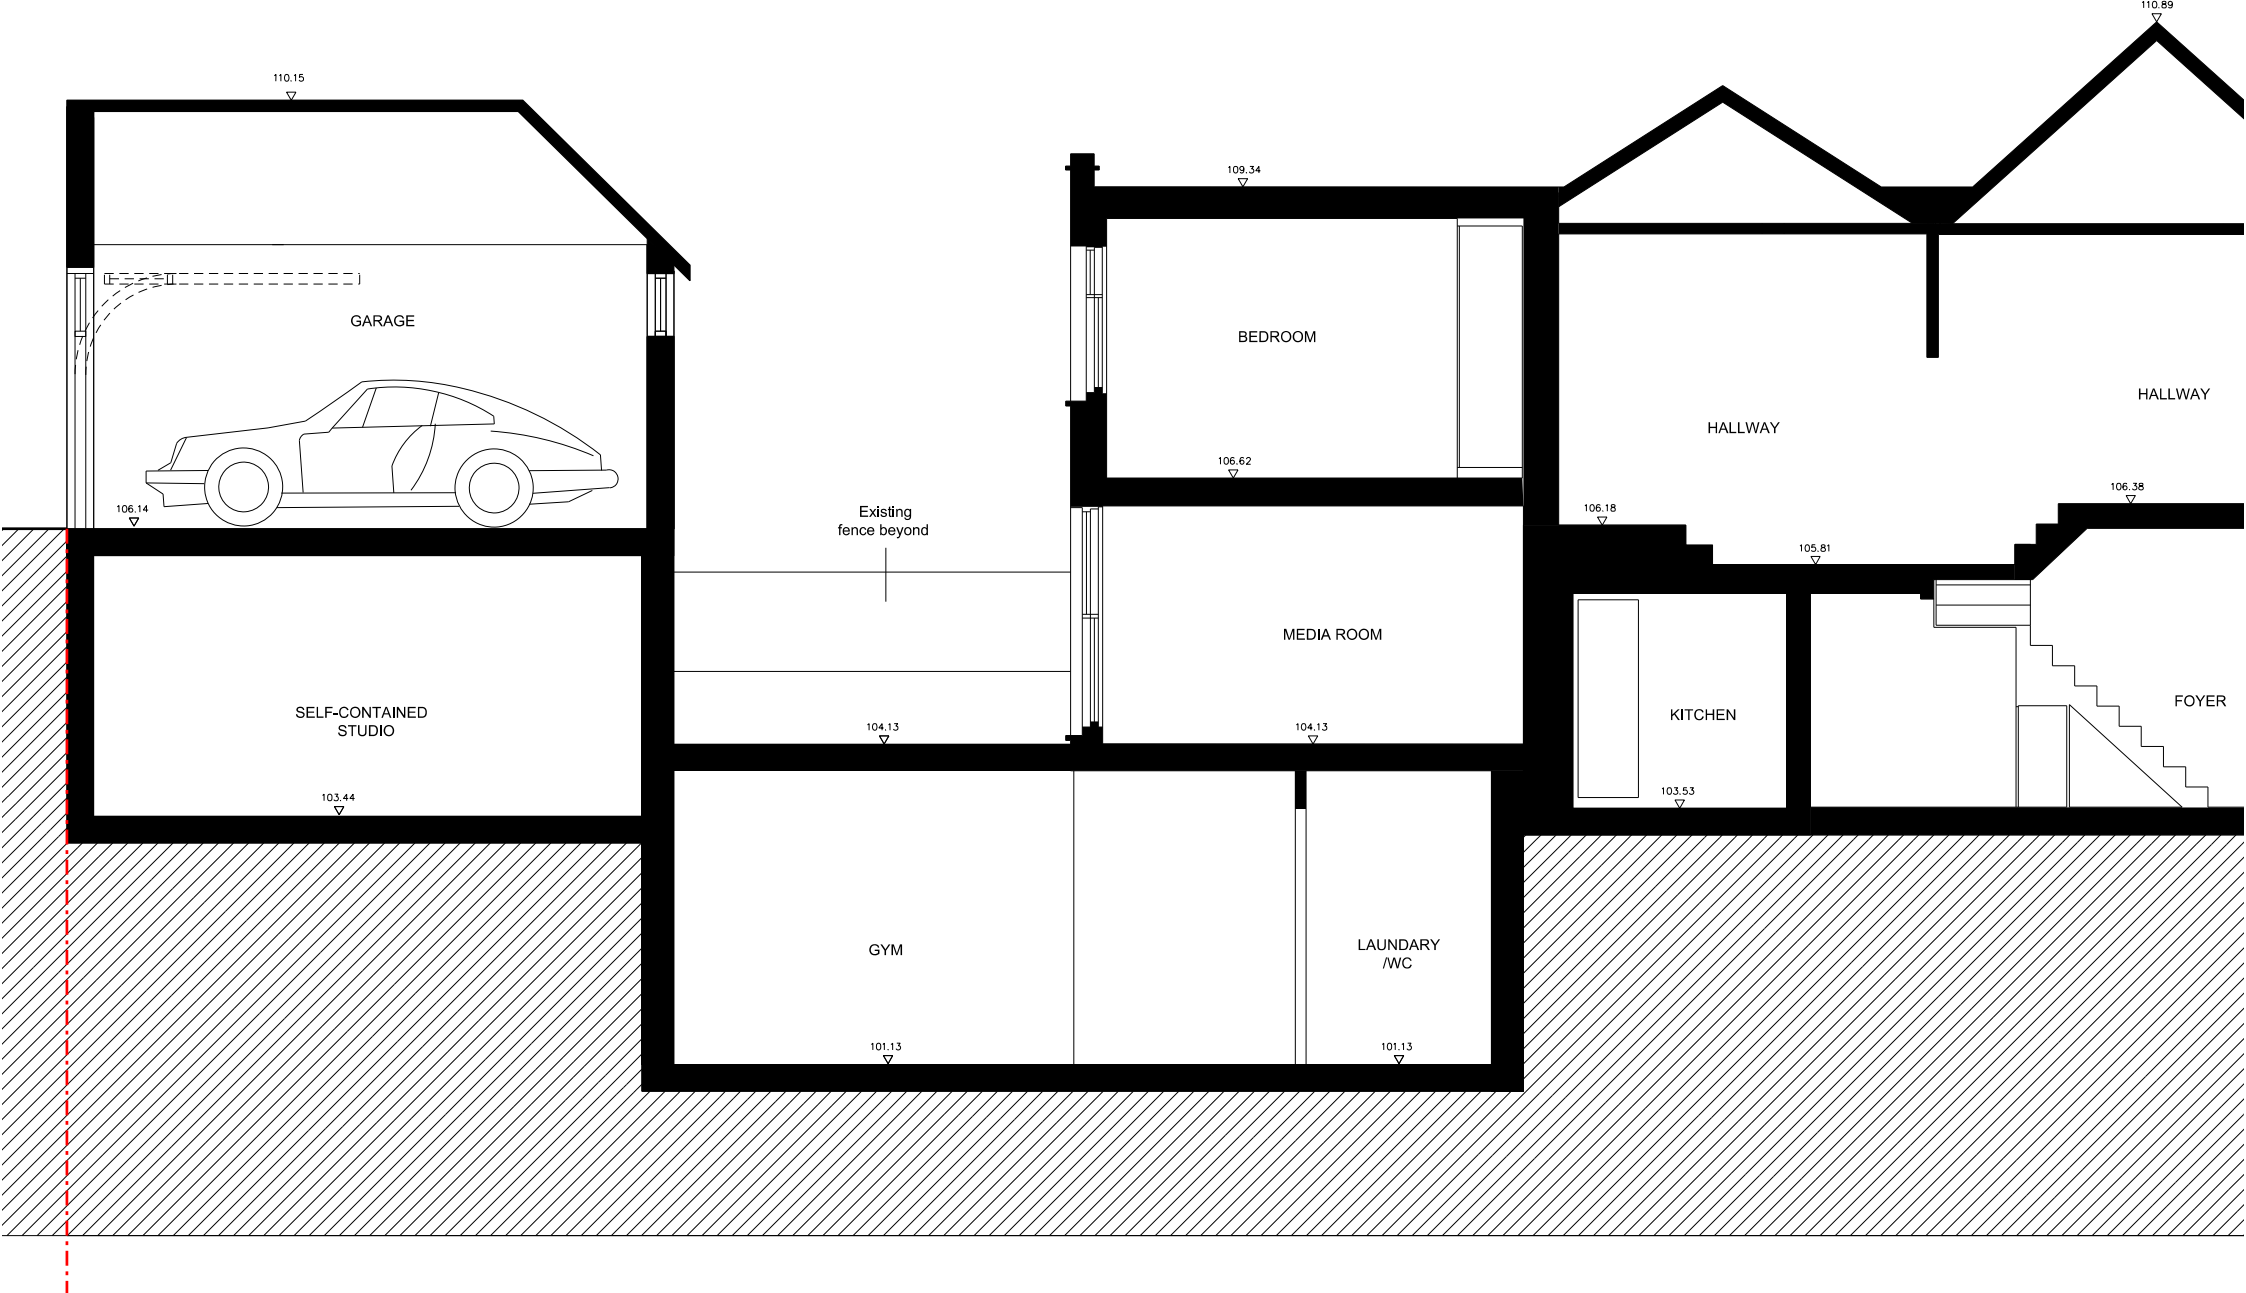 110.89
110.15
109.34
GARAGE
BEDROOM
HALLWAY
HALLWAY
106.62
106.38
106.14
Existing
fence beyond
106.18
105.81
MEDIA ROOM
SELF-CONTAINED
STUDIO
KITCHEN
FOYER
104.13
104.13
103.44
103.53
GYM
LAUNDARY
/WC
101.13
101.13